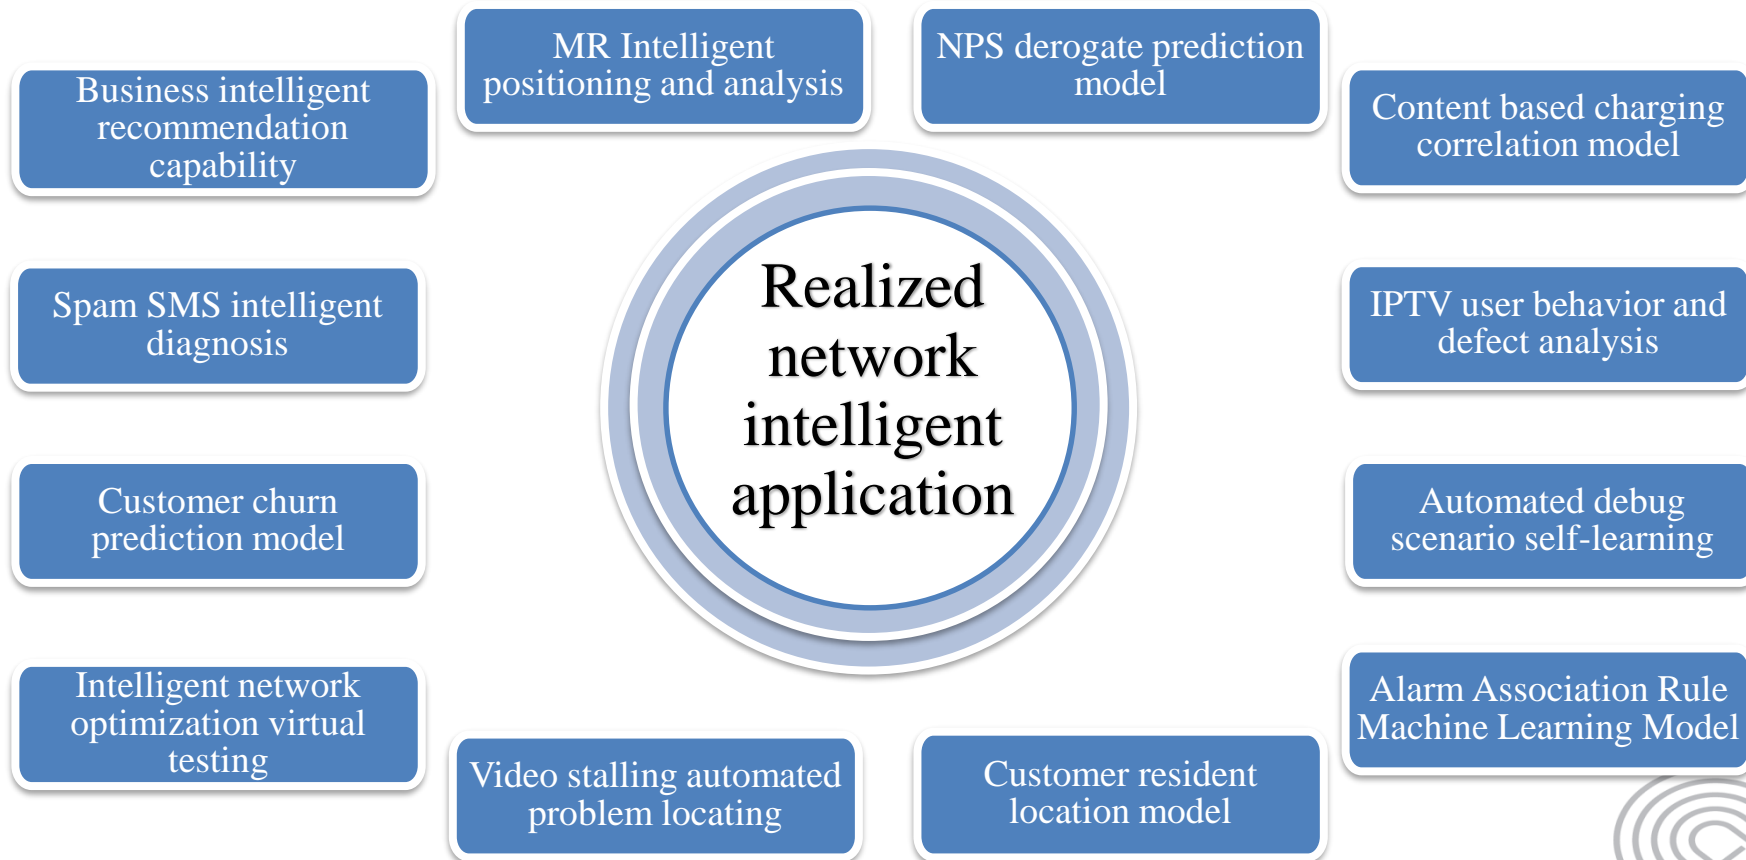 MR Intelligent
positioning and analysis
NPS derogate prediction
model
Business intelligent
recommendation
capability
Content based charging
correlation model
Spam SMS intelligent
diagnosis
Realized
network
intelligent
application
IPTV user behavior and
defect analysis
Customer churn
prediction model
Automated debug
scenario self-learning
Intelligent network
optimization virtual
testing
Alarm Association Rule
Machine Learning Model
Video stalling automated
problem locating
Customer resident
location model